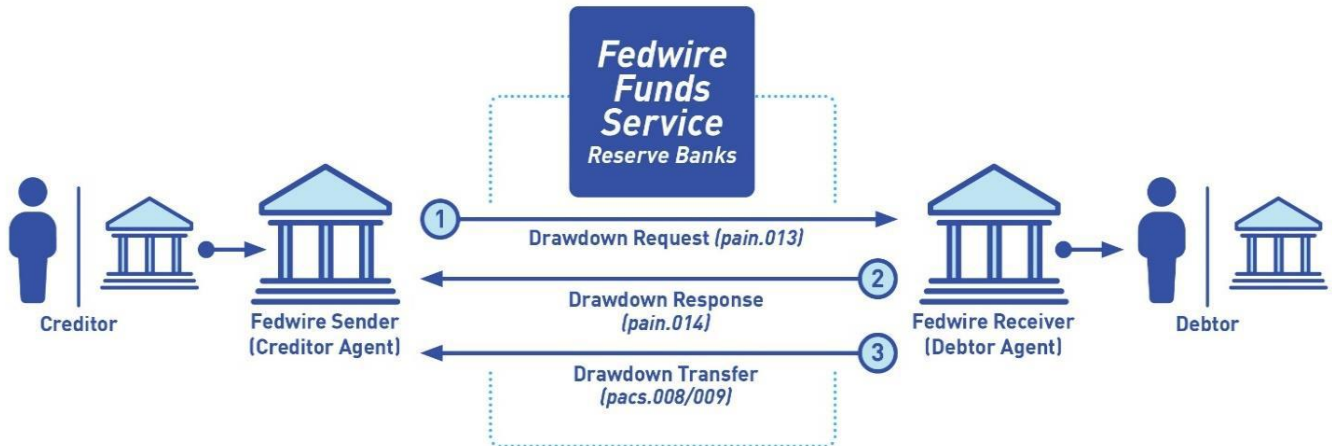 Fedwire
Funds
Service
Reserve Banks
1
Drawdown Request (pain.013)
2
Drawdown Response
(pain.014)
Creditor
Fedwire Sender
(Creditor Agent)
Fedwire Receiver
(Debtor Agent)
Debtor
3
Drawdown Transfer
(pacs.008/009)